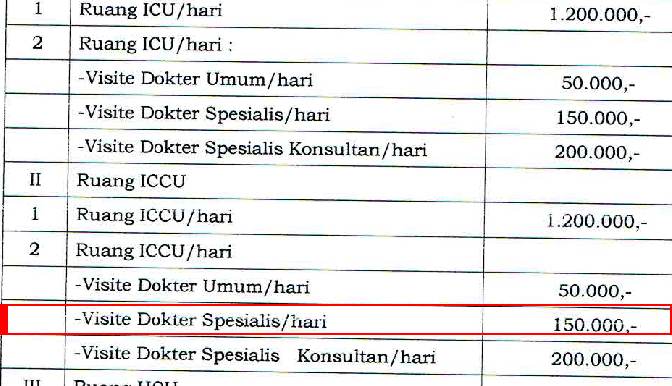 1 Ruang ICU/hari 1.200.000,-
2 Ruang ICU/hari :
-Visite Dokter Umum/hari 50.000,-
-Visite Dokter Spesialis/hari 150.000,-
-Visite Dokter Spesialis Konsultan/hari 200.000,-
II Ruang ICCU
1 Ruang ICCU/hari 1.200.000,-
2 Ruang ICCU/hari
-Visite Dokter Umum/hari 50.000,-
-Visite Dokter Spesialis/hari 150.000,-
-Visite Dokter Spesialis Konsultan/hari 200.000,-
III Ruang HCU